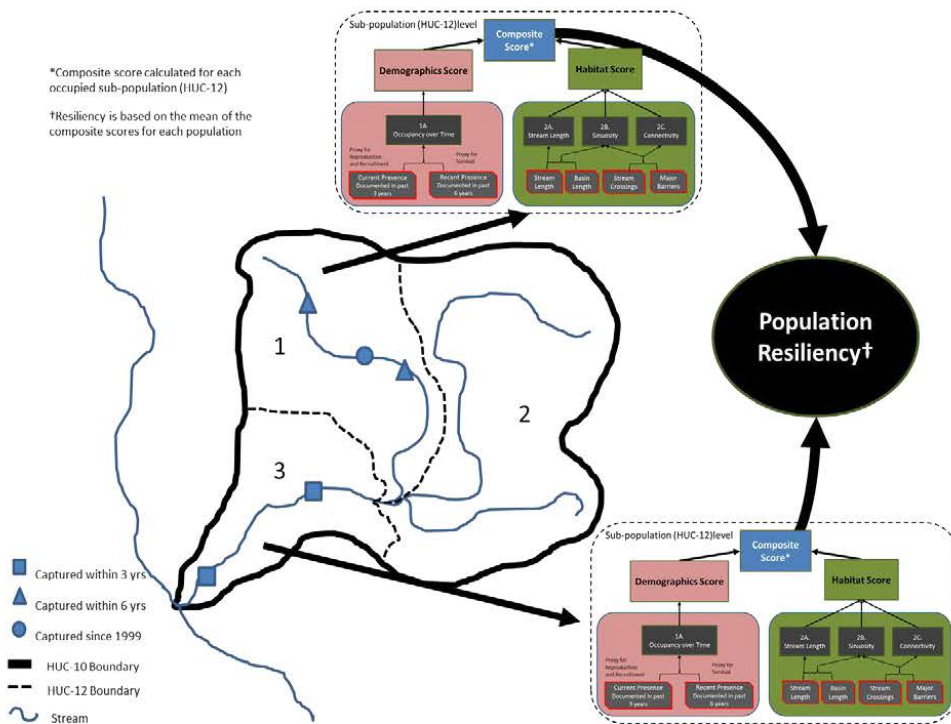 *Composite score calculated for each
occupied sub-population (HUC-12)
†Resiliency is based on the mean of the
composite scores for each population
Sub-population (HUC-12)level
Composite
Score*
Demographics Score
Habitat Score
1A.
Occupancy over Time
Proxy for
Reproduction
and Recruitment
Proxy for
Survival
Current Presence
Documented in past
3 years
Recent Presence
Documented in past
6 years
2A.
Stream Length
2B.
Sinuosity
2C.
Connectivity
Stream
Length
Basin
Length
Stream
Crossings
Major
Barriers
Population
Resiliency†
1
2
3
Captured within 3 yrs
Captured within 6 yrs
Captured since 1999
HUC-10 Boundary
HUC-12 Boundary
Stream
Sub-population (HUC-12)level
Composite
Score*
Demographics Score
Habitat Score
1A.
Occupancy over Time
Proxy for
Reproduction
and Recruitment
Proxy for
Survival
Current Presence
Documented in past
3 years
Recent Presence
Documented in past
6 years
2A.
Stream Length
2B.
Sinuosity
2C.
Connectivity
Stream
Length
Basin
Length
Stream
Crossings
Major
Barriers